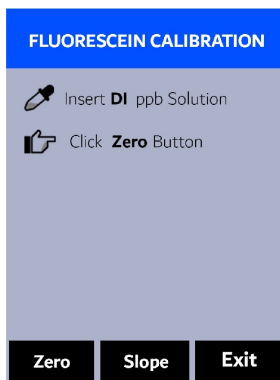 FLUORESCEIN CALIBRATION
Insert DI ppb Solution
Click Zero Button
Zero Slope Exit